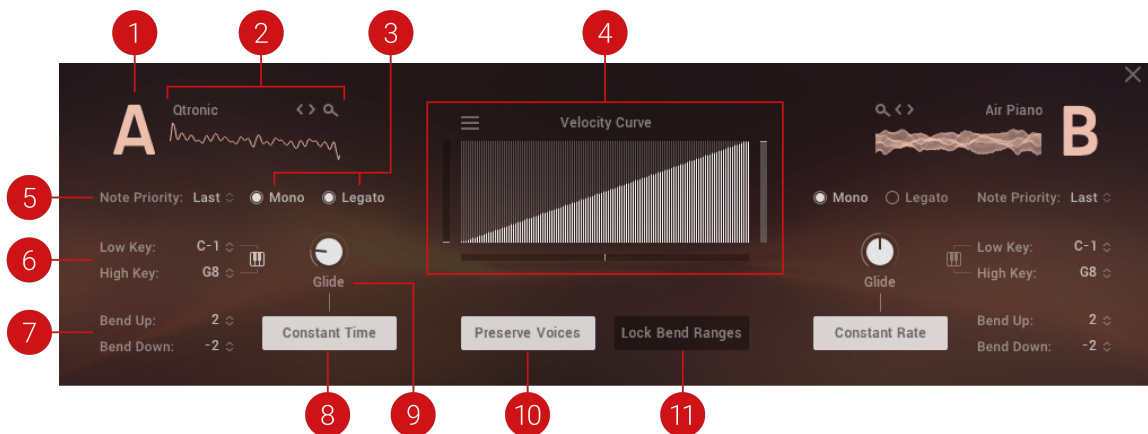 1 2 3 4
A Qtronic Velocity Curve Air Piano B
5 Note Priority: Last Mono Legato Mono Legato Note Priority: Last
6 Low Key: C-1 Low Key: C-1
High Key: G8 High Key: G8
Glide Glide
7 Bend Up: 2 Bend Up: 2
Constant Time Preserve Voices Lock Bend Ranges Constant Rate
Bend Down: -2 Bend Down: -2
8 9 10 11